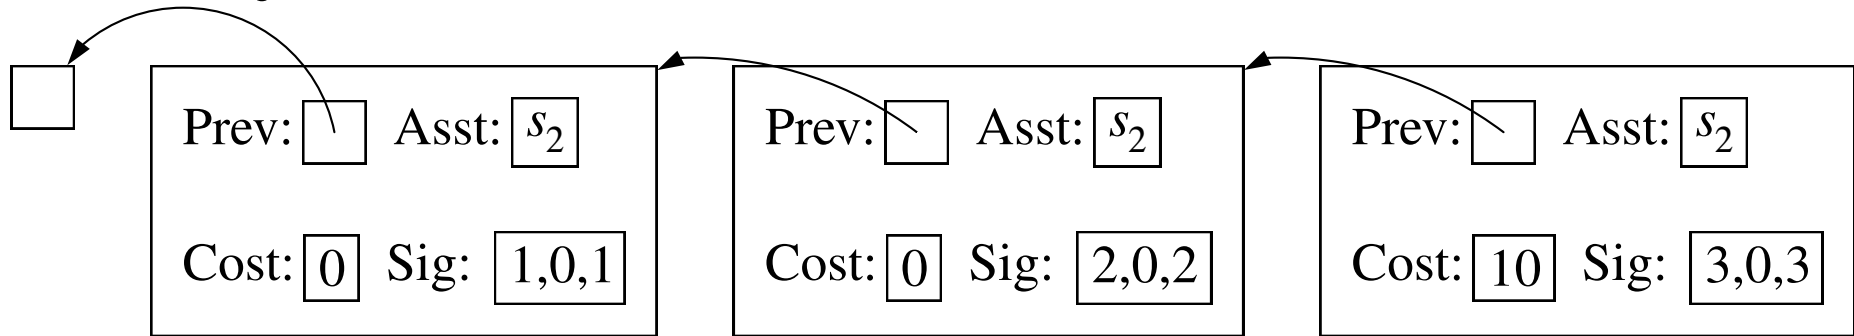 Prev: Asst: s₂ Prev: Asst: s₂ Prev: Asst: s₂
Cost: 0 Sig: 1,0,1 Cost: 0 Sig: 2,0,2 Cost: 10 Sig: 3,0,3